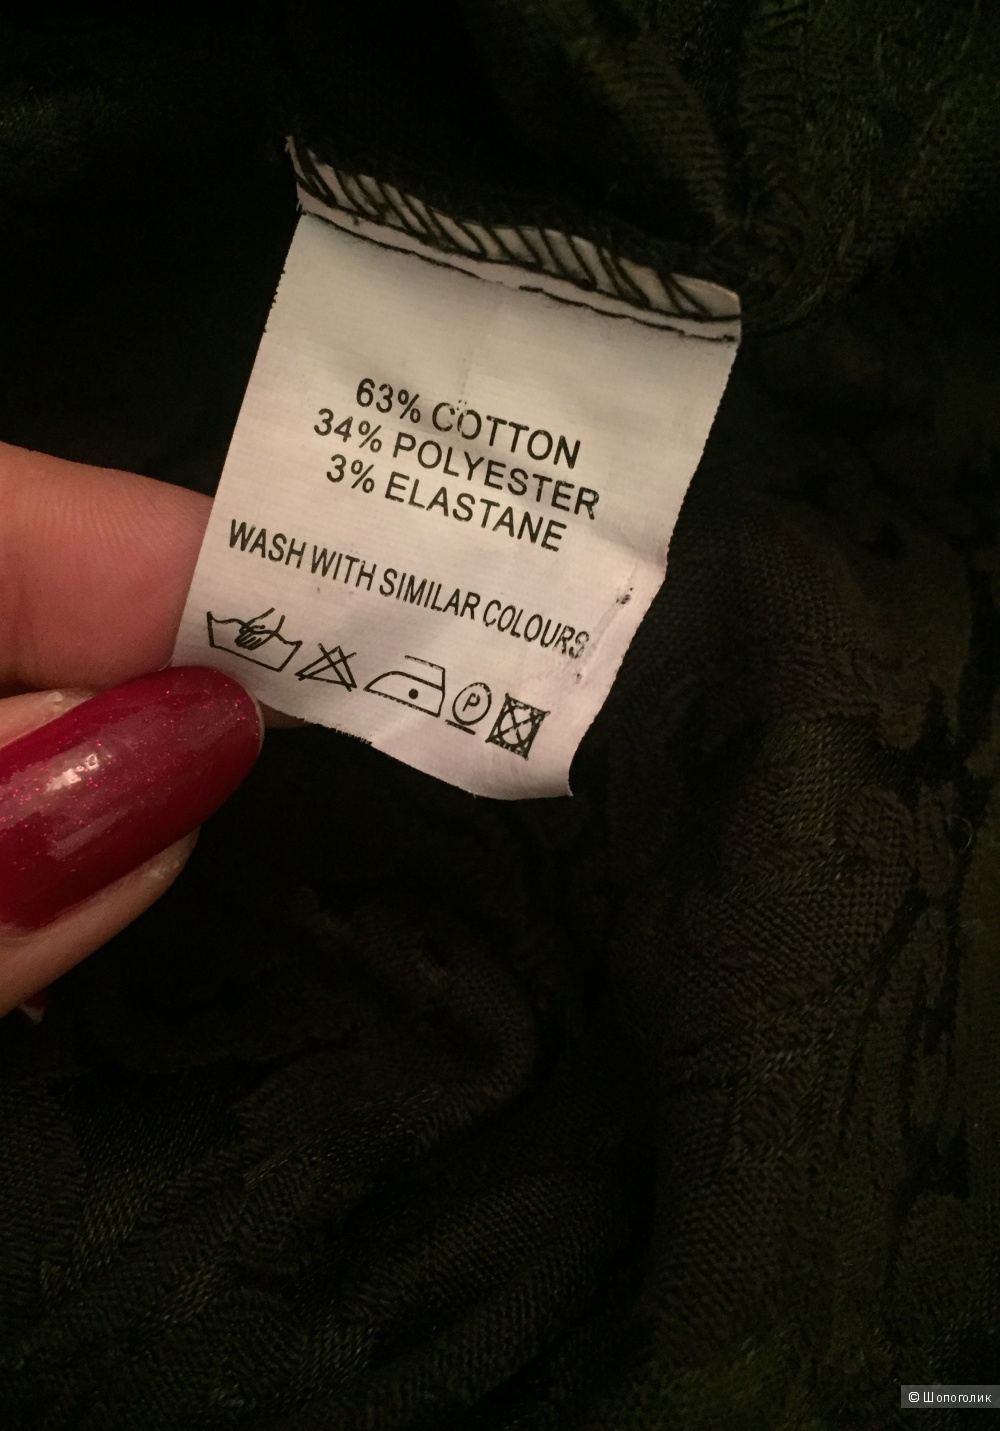 63% COTTON
34% POLYESTER
3% ELASTANE
WASH WITH SIMILAR COLOURS
P
© Шопоголик